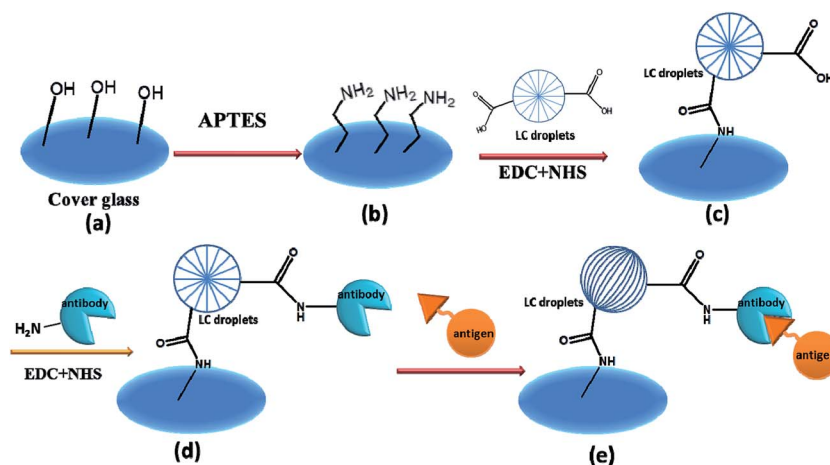 OH
OH
OH
Cover glass
(a)
APTES
NH₂
NH₂
NH₂
(b)
O
HO
O
OH
LC droplets
EDC+NHS
LC droplets
O
OH
O
NH
(c)
H₂N
antibody
EDC+NHS
LC droplets
O
N
H
antibody
O
NH
(d)
antigen
LC droplets
O
N
H
antibody
antige
O
NH
(e)